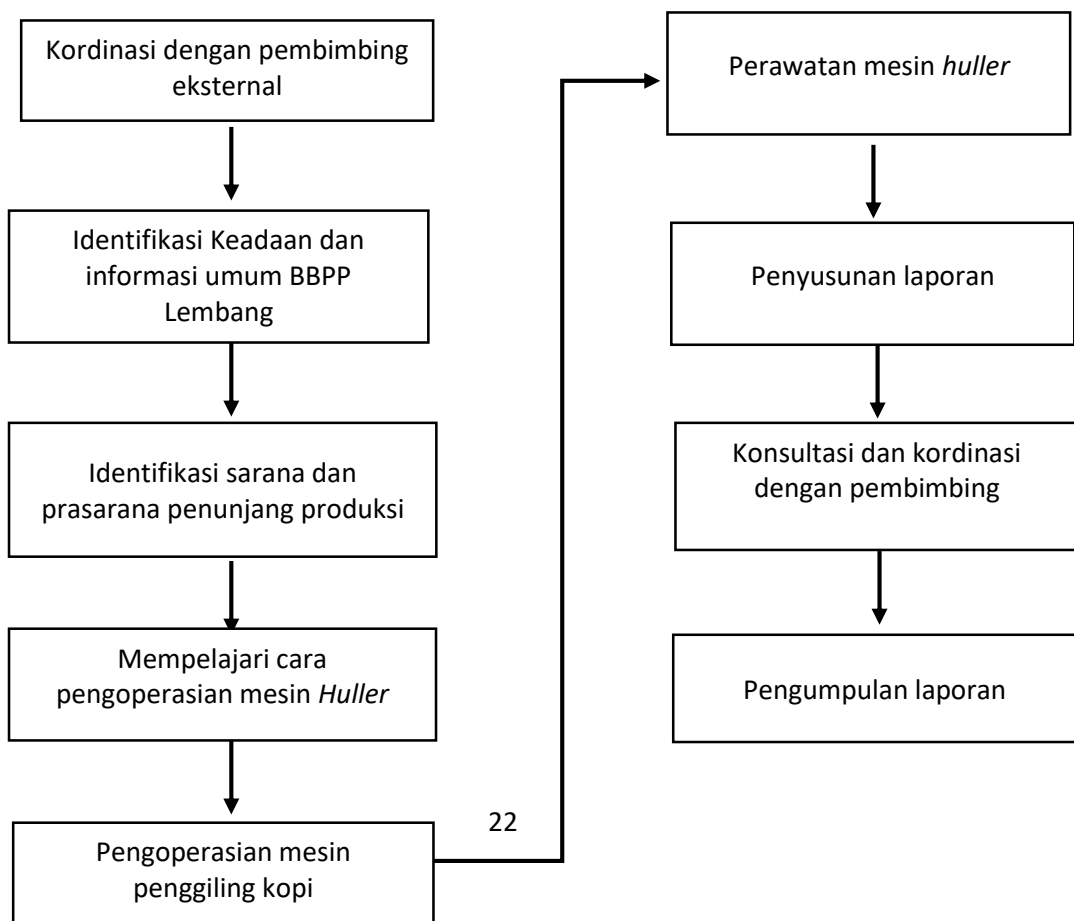 Kordinasi dengan pembimbing
eksternal
Identifikasi Keadaan dan
informasi umum BBPP
Lembang
Identifikasi sarana dan
prasarana penunjang produksi
Mempelajari cara
pengoperasian mesin Huller
Pengoperasian mesin
penggiling kopi
22
Perawatan mesin huller
Penyusunan laporan
Konsultasi dan kordinasi
dengan pembimbing
Pengumpulan laporan